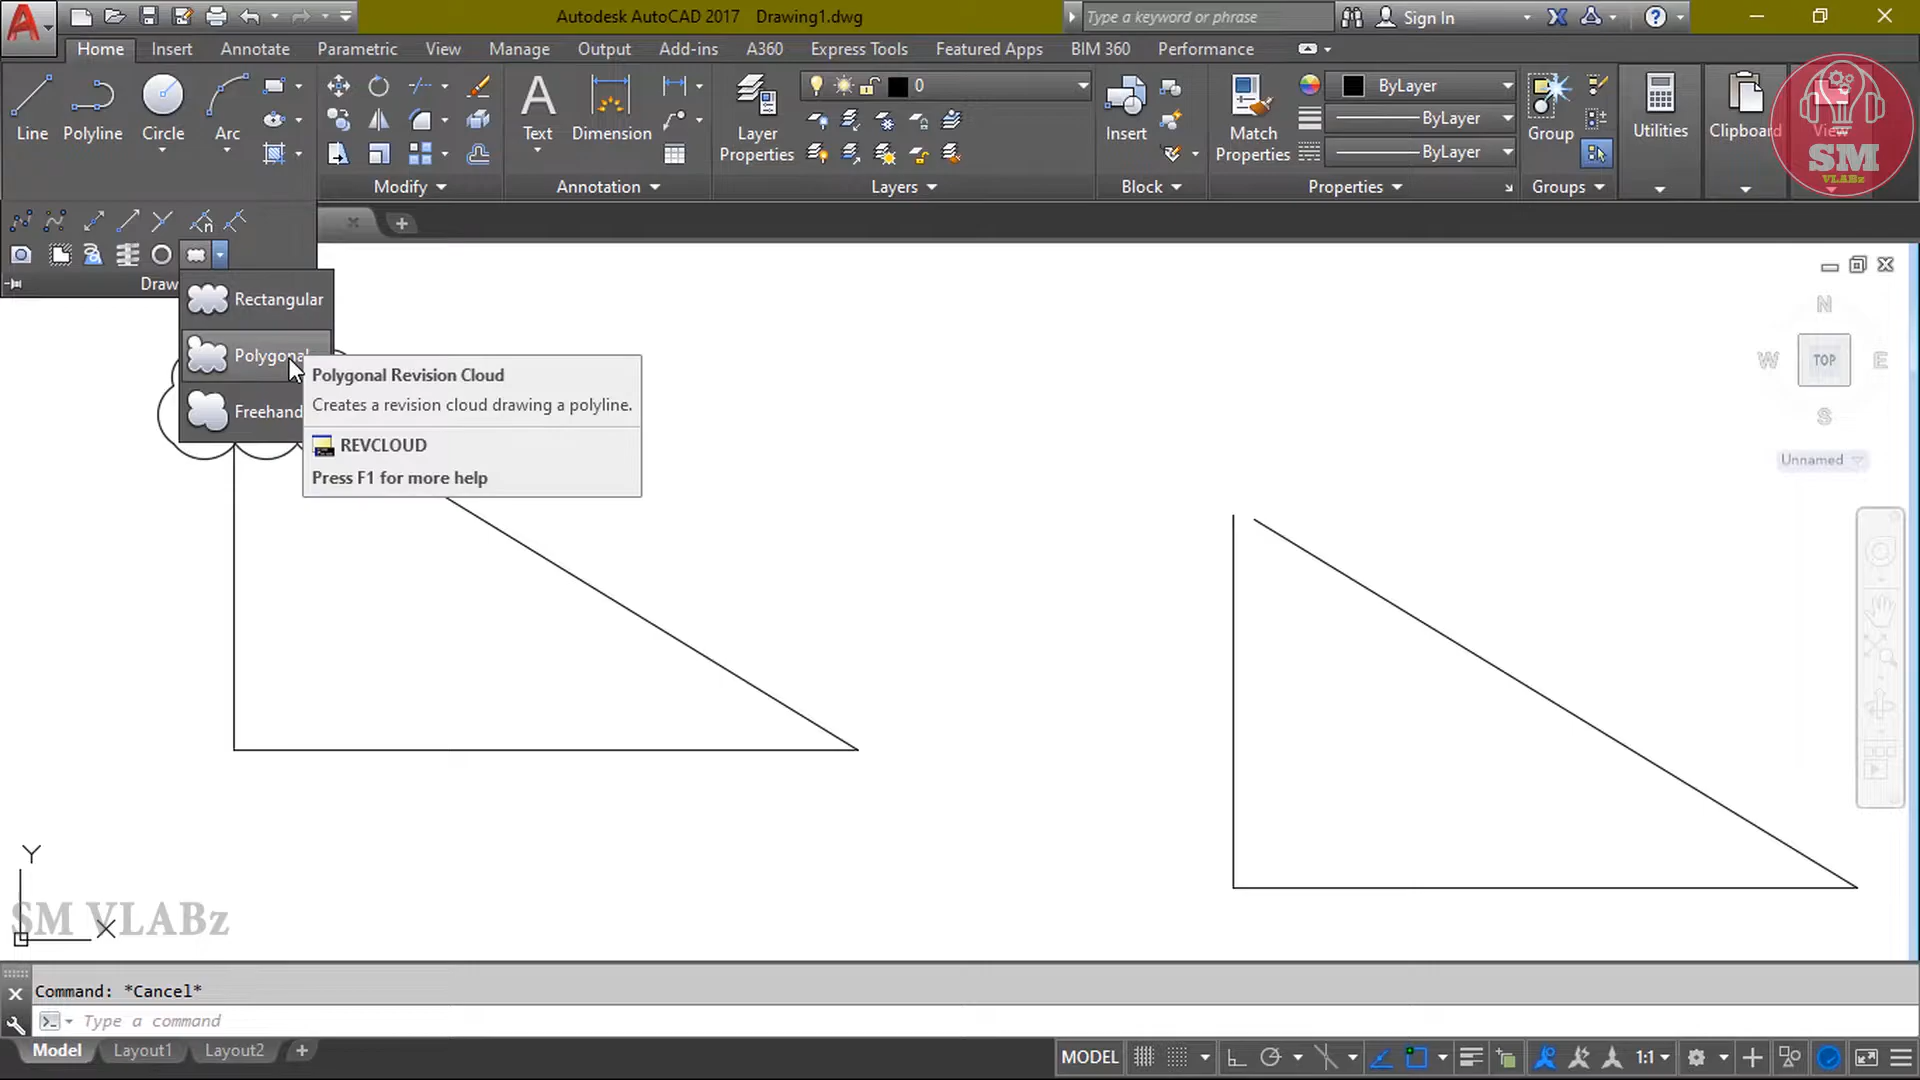 Autodesk AutoCAD 2017 Drawing1.dwg
Type a keyword or phrase
Sign In
Home Insert Annotate Parametric View Manage Output Add-ins A360 Express Tools Featured Apps BIM 360 Performance
Line Polyline Circle Arc
Text Dimension
Layer Properties
0
Insert
Match Properties
ByLayer
ByLayer
ByLayer
Group
Utilities
Clipboard
View
SM
VLABz
Modify Annotation Layers Block Properties Groups
Draw
Rectangular
Polygonal
Freehand
Polygonal Revision Cloud
Creates a revision cloud drawing a polyline.
REVCLOUD
Press F1 for more help
N
W TOP E
S
Unnamed
Y
X
SM VLABz
Command: *Cancel*
Type a command
Model Layout1 Layout2 +
MODEL 1:1